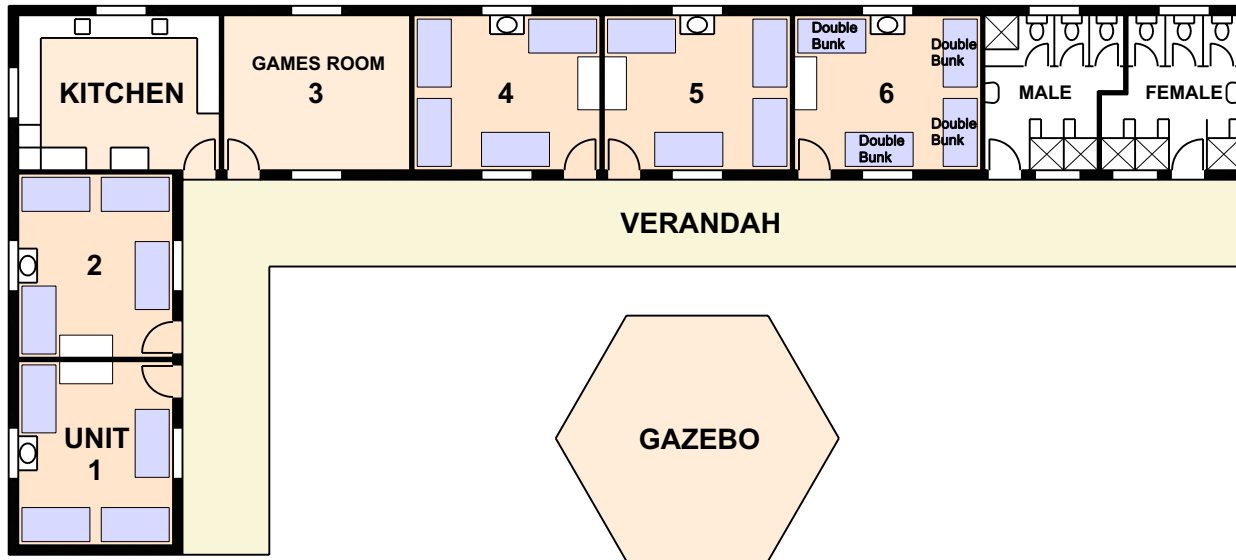 KITCHEN
GAMES ROOM
3
4
5
6
Double
Bunk
Double
Bunk
Double
Bunk
Double
Bunk
MALE
FEMALE
VERANDAH
2
UNIT
1
GAZEBO